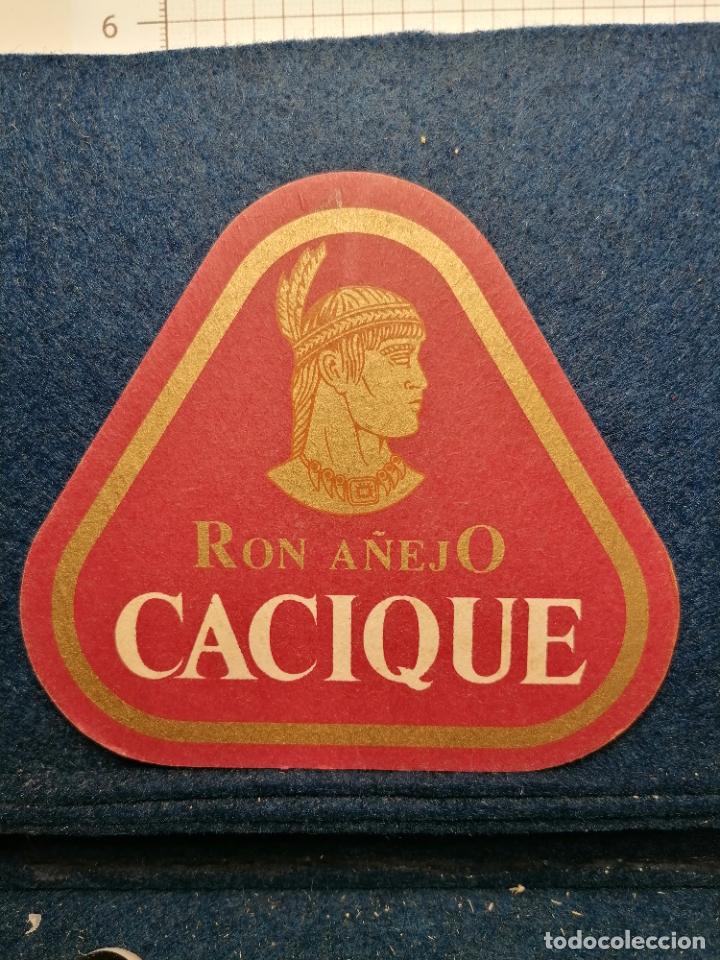 6
RON AÑEJO
CACIQUE
todocoleccion